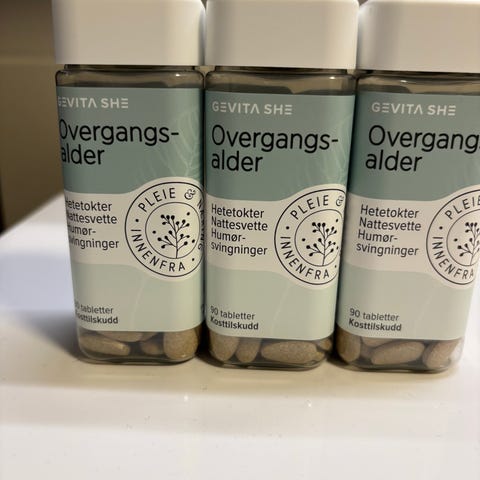 GEVITA SHE
Overgangs-
alder
Hetetokter
Nattesvette
Humør-
svingninger
PLEIE &
INNENFRA
90 tabletter
Kosttilskudd
GEVITA SHE
Overgangs-
alder
Hetetokter
Nattesvette
Humør-
svingninger
PLEIE &
INNENFRA
90 tabletter
Kosttilskudd
GEVITA SHE
Overgangs-
alder
Hetetokter
Nattesvette
Humør-
svingninger
PLEIE
INNENFRA
90 tabletter
Kosttilskudd